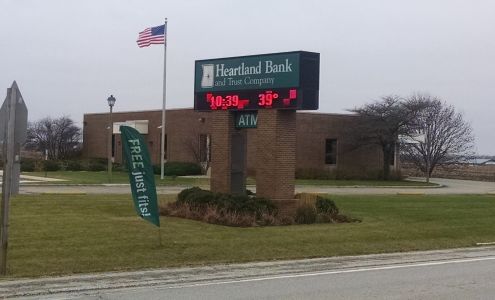 Heartland Bank
and Trust Company
10:39 39°
ATM
FREE just fits!